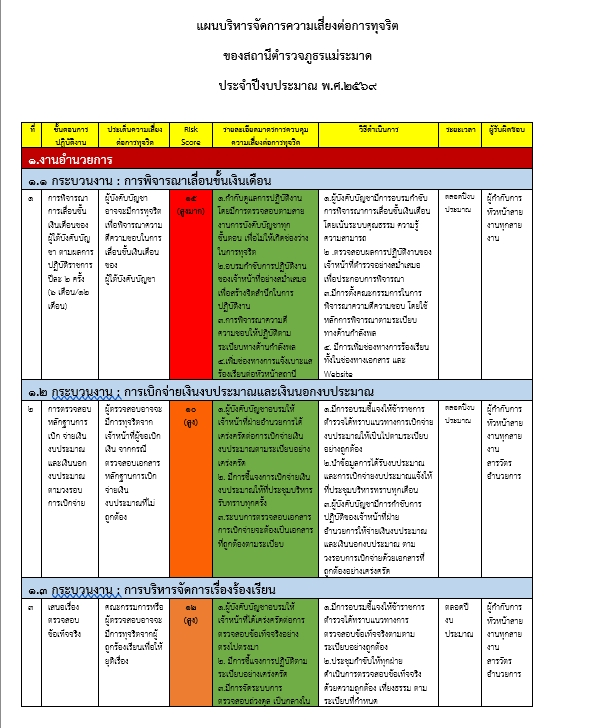 แผนบริหารจัดการความเสี่ยงต่อการทุจริต
ของสถานีตำรวจภูธรแม่ระมาด
ประจำปีงบประมาณ พ.ศ.๒๕๖๙
ที่
ขั้นตอนการ
ปฏิบัติงาน
ประเด็นความเสี่ยง
ต่อการทุจริต
Risk
Score
รายละเอียดมาตรการควบคุม
ความเสี่ยงต่อการทุจริต
วิธีดำเนินการ
ระยะเวลา
ผู้รับผิดชอบ
๑.งานอำนวยการ
๑.๑ กระบวนงาน : การพิจารณาเลื่อนขั้นเงินเดือน
๑
การพิจารณา
การเลื่อนขั้น
เงินเดือนของ
ผู้ใต้บังคับบัญ
ชา ตามผลการ
ปฏิบัติราชการ
ปีละ ๒ ครั้ง
(๖ เดือน/๑๒
เดือน)
ผู้บังคับบัญชา
อาจจะมีการทุจริต
เพื่อพิจารณาความ
ดีความชอบในการ
เลื่อนขั้นเงินเดือน
ของ
ผู้ใต้บังคับบัญชา
๑๕
(สูงมาก)
๑.กำกับดูแลการปฏิบัติงาน
โดยมีการตรวจสอบตามสาย
งานการบังคับบัญชาทุก
ขั้นตอน เพื่อไม่ให้เกิดช่องว่าง
ในการทุจริต
๒.อบรมกำชับการปฏิบัติงาน
ของเจ้าหน้าที่อย่างสม่ำเสมอ
เพื่อสร้างจิตสำนึกในการ
ปฏิบัติงาน
๓.การพิจารณาความดี
ความชอบให้ปฏิบัติตาม
ระเบียบทางด้านกำลังพล
๔.เพิ่มช่องทางการแจ้งเบาะแส
ร้องเรียนต่อหัวหน้าสถานี
๑.ผู้บังคับบัญชามีการอบรมกำชับ
การพิจารณาการเลื่อนขั้นเงินเดือน
โดยเน้นระบบคุณธรรม ความรู้
ความสามารถ
๒ .ตรวจสอบผลการปฏิบัติงานของ
เจ้าหน้าที่ตำรวจอย่างสม่ำเสมอ
เพื่อประกอบการพิจารณา
๓.มีการตั้งคณะกรรมการในการ
พิจารณาความดีความชอบ โดยใช้
หลักการพิจารณาตามระเบียบ
ทางด้านกำลังพล
๔. มีการเพิ่มช่องทางการร้องเรียน
ทั้งในช่องทางเอกสาร และ
Website
ตลอดปีงบ
ประมาณ
ผู้กำกับการ
หัวหน้าสาย
งานทุกสาย
งาน
๑.๒ กระบวนงาน : การเบิกจ่ายเงินงบประมาณและเงินนอกงบประมาณ
๒
การตรวจสอบ
หลักฐานการ
เบิก จ่ายเงิน
งบประมาณ
และเงินนอก
งบประมาณ
ตามวงรอบ
การเบิกจ่าย
ผู้ตรวจสอบอาจจะ
มีการทุจริตจาก
เจ้าหน้าที่ผู้ขอเบิก
เงิน จากกรณี
ตรวจสอบเอกสาร
หลักฐานการเบิก
จ่ายเงิน
งบประมาณที่ไม่
ถูกต้อง
๑๐
(สูง)
๑.ผู้บังคับบัญชาอบรมให้
เจ้าหน้าที่ฝ่ายอำนวยการได้
เคร่งครัดต่อการเบิกจ่ายเงิน
งบประมาณตามระเบียบอย่าง
เคร่งครัด
๒. มีการชี้แจงการเบิกจ่ายเงิน
งบประมาณให้ที่ประชุมบริหาร
รับทราบทุกครั้ง
๓.ระบบการตรวจสอบเอกสาร
การเบิกจ่ายจะต้องเป็นเอกสาร
ที่ถูกต้องตามระเบียบ
๑.มีการอบรมชี้แจงให้ข้าราชการ
ตำรวจได้ทราบแนวทางการเบิกจ่าย
งบประมาณให้เป็นไปตามระเบียบ
อย่างถูกต้อง
๒.นำข้อมูลการได้รับงบประมาณ
และการเบิกจ่ายงบประมาณแจ้งให้
ที่ประชุมบริหารทราบทุกเดือน
๓.ผู้บังคับบัญชามีการกำชับการ
ปฏิบัติของเจ้าหน้าที่ฝ่าย
อำนวยการให้จ่ายเงินงบประมาณ
และเงินนอกงบประมาณ ตาม
วงรอบการเบิกจ่ายด้วยเอกสารที่
ถูกต้องอย่างเคร่งครัด
ตลอดปีงบ
ประมาณ
ผู้กำกับการ
หัวหน้าสาย
งานทุกสาย
งาน
สารวัตร
อำนวยการ
๑.๓ กระบวนงาน : การบริหารจัดการเรื่องร้องเรียน
๓
เสนอเรื่อง
ตรวจสอบ
ข้อเท็จจริง
คณะกรรมการหรือ
ผู้ตรวจสอบอาจจะ
มีการทุจริตจากผู้
ถูกร้องเรียนเพื่อให้
ยุติเรื่อง
๑๒
(สูง)
๑.ผู้บังคับบัญชาอบรมให้
เจ้าหน้าที่ได้เคร่งครัดต่อการ
ตรวจสอบข้อเท็จจริงอย่าง
ตรงไปตรงมา
๒. มีการชี้แจงการปฏิบัติตาม
ระเบียบอย่างเคร่งครัด
๓.มีการจัดระบบการ
ตรวจสอบถ่วงดุล เป็นกลางใน
๑.มีการอบรมชี้แจงให้ข้าราชการ
ตำรวจได้ทราบแนวทางการ
ตรวจสอบข้อเท็จจริงตามตาม
ระเบียบอย่างถูกต้อง
๒.ประชุมกำชับให้ทุกฝ่าย
ดำเนินการตรวจสอบข้อเท็จจริง
ด้วยความถูกต้อง เที่ยงธรรม ตาม
ระเบียบที่กำหนด
ตลอดปี
งบ
ประมาณ
ผู้กำกับการ
หัวหน้าสาย
งานทุกสาย
งาน
สารวัตร
อำนวยการ